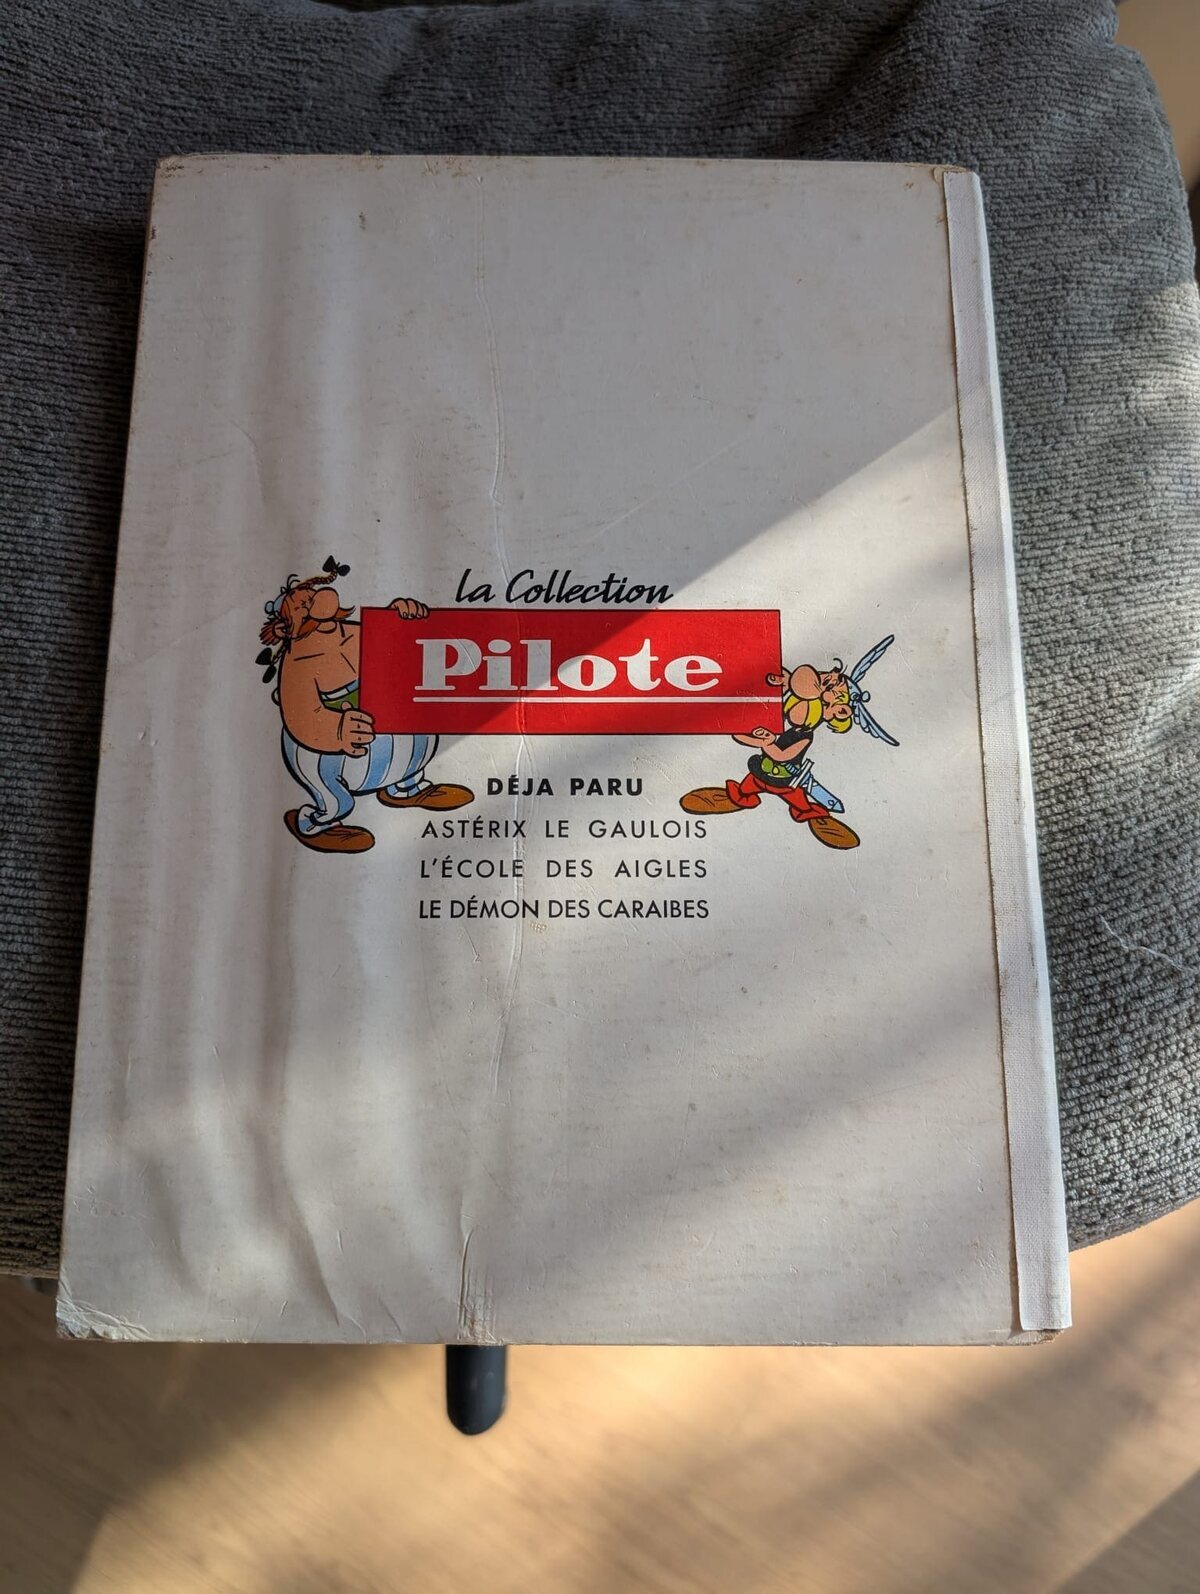 la Collection
Pilote
DÉJA PARU
ASTÉRIX LE GAULOIS
L'ÉCOLE DES AIGLES
LE DÉMON DES CARAIBES